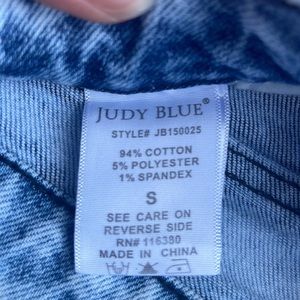 JUDY BLUE®
STYLE# JB150025
94% COTTON
5% POLYESTER
1% SPANDEX
S
SEE CARE ON
REVERSE SIDE
RN# 116380
MADE IN CHINA